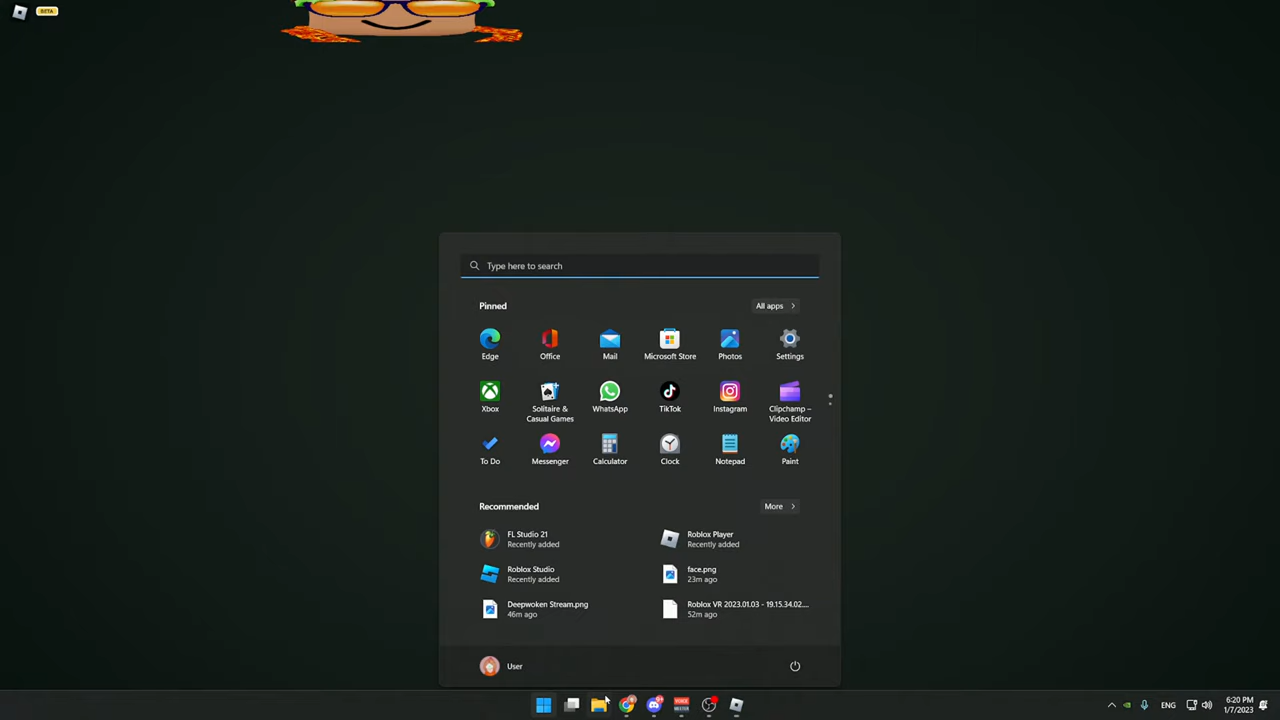 BETA
Type here to search
Pinned
All apps
Edge
Office
Mail
Microsoft Store
Photos
Settings
Xbox
Solitaire &
Casual Games
WhatsApp
TikTok
Instagram
Clipchamp –
Video Editor
To Do
Messenger
Calculator
Clock
Notepad
Paint
Recommended
More
FL Studio 21
Recently added
Roblox Player
Recently added
Roblox Studio
Recently added
face.png
23m ago
Deepwoken Stream.png
46m ago
Roblox VR 2023.01.03 - 19.15.34.02...
52m ago
User
ENG
6:20 PM
1/7/2023